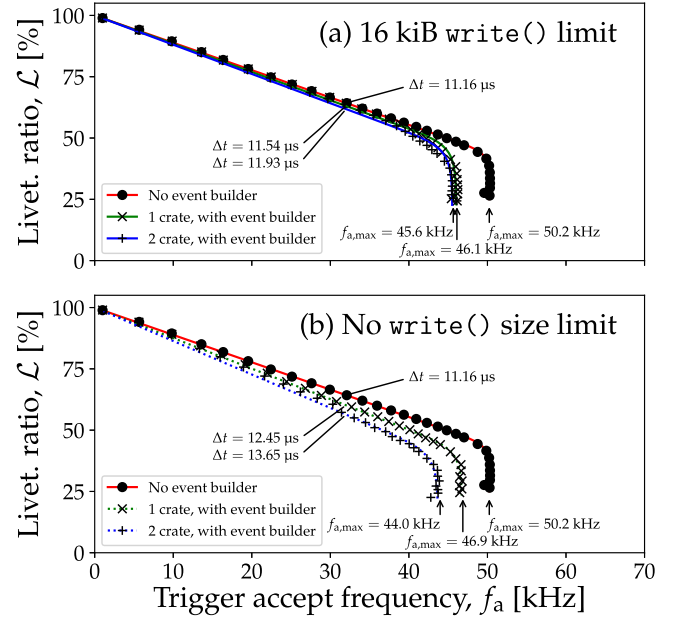 (a) 16 kiB write() limit
100
75
50
25
0
Livet. ratio, ℒ [%]
Δt = 11.16 µs
Δt = 11.54 µs
Δt = 11.93 µs
No event builder
1 crate, with event builder
2 crate, with event builder
fa,max = 45.6 kHz
fa,max = 50.2 kHz
fa,max = 46.1 kHz
(b) No write() size limit
100
75
50
25
0
Livet. ratio, ℒ [%]
Δt = 11.16 µs
Δt = 12.45 µs
Δt = 13.65 µs
No event builder
1 crate, with event builder
2 crate, with event builder
fa,max = 44.0 kHz
fa,max = 50.2 kHz
fa,max = 46.9 kHz
0 10 20 30 40 50 60 70
Trigger accept frequency, fa [kHz]